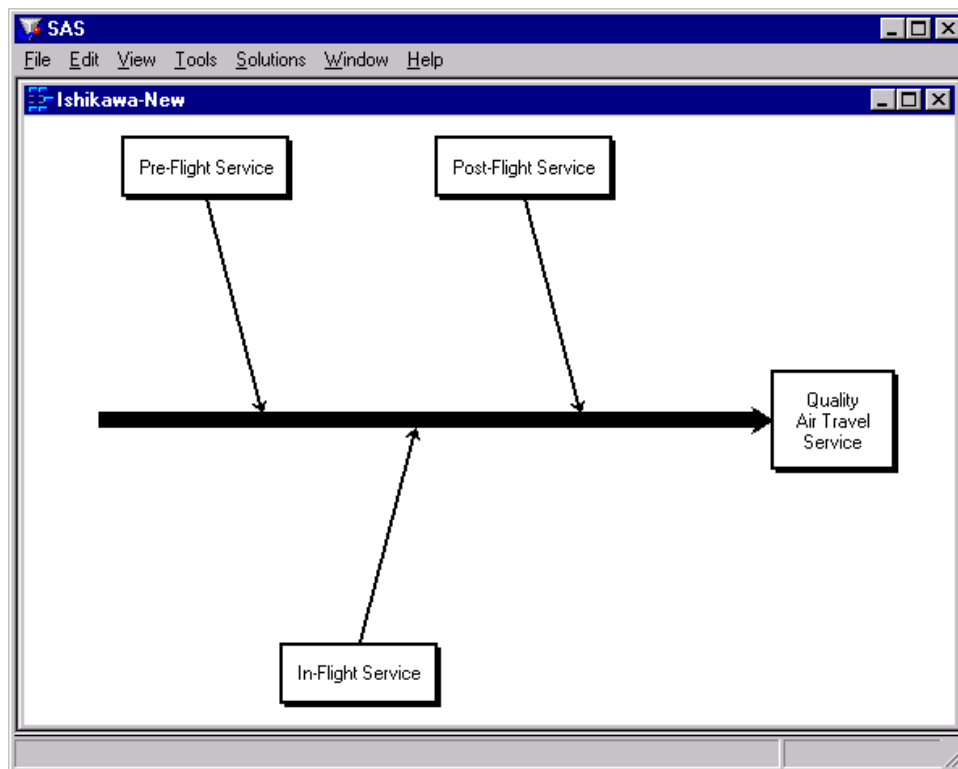 SAS
File Edit View Tools Solutions Window Help
Ishikawa-New
Pre-Flight Service
Post-Flight Service
Quality
Air Travel
Service
In-Flight Service